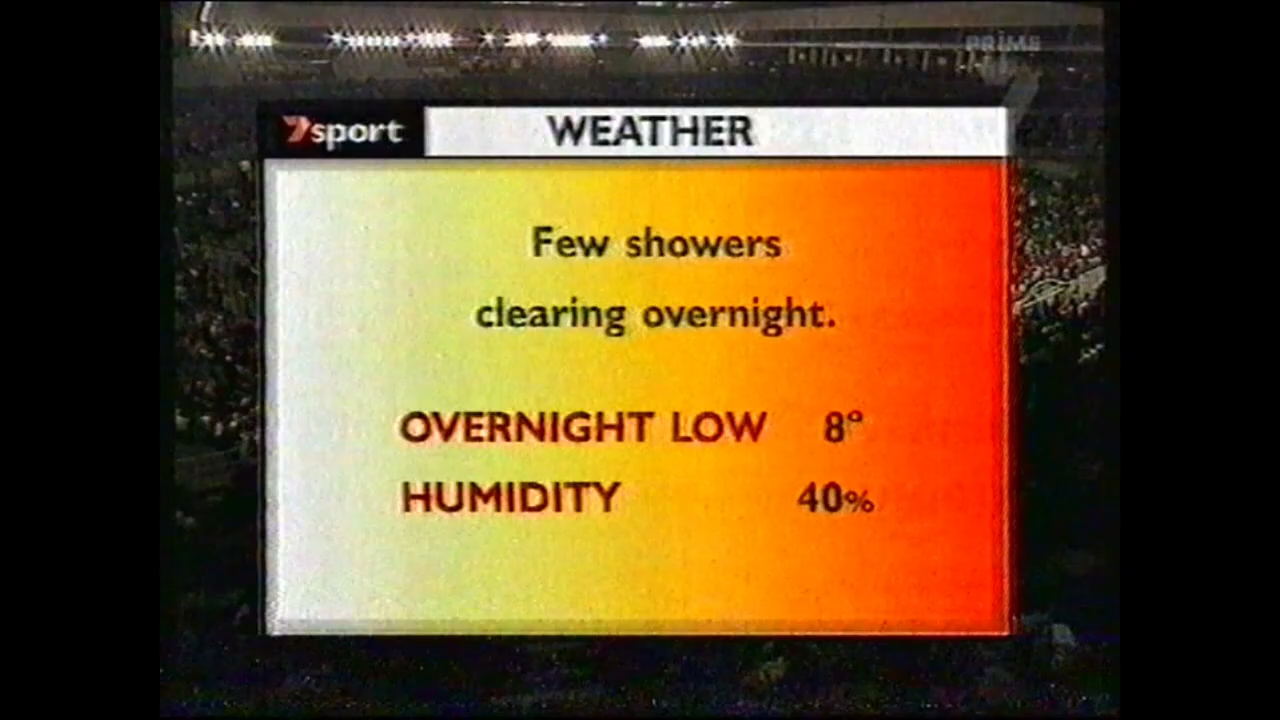 PRIME
7sport
WEATHER
Few showers
clearing overnight.
OVERNIGHT LOW 8°
HUMIDITY 40%